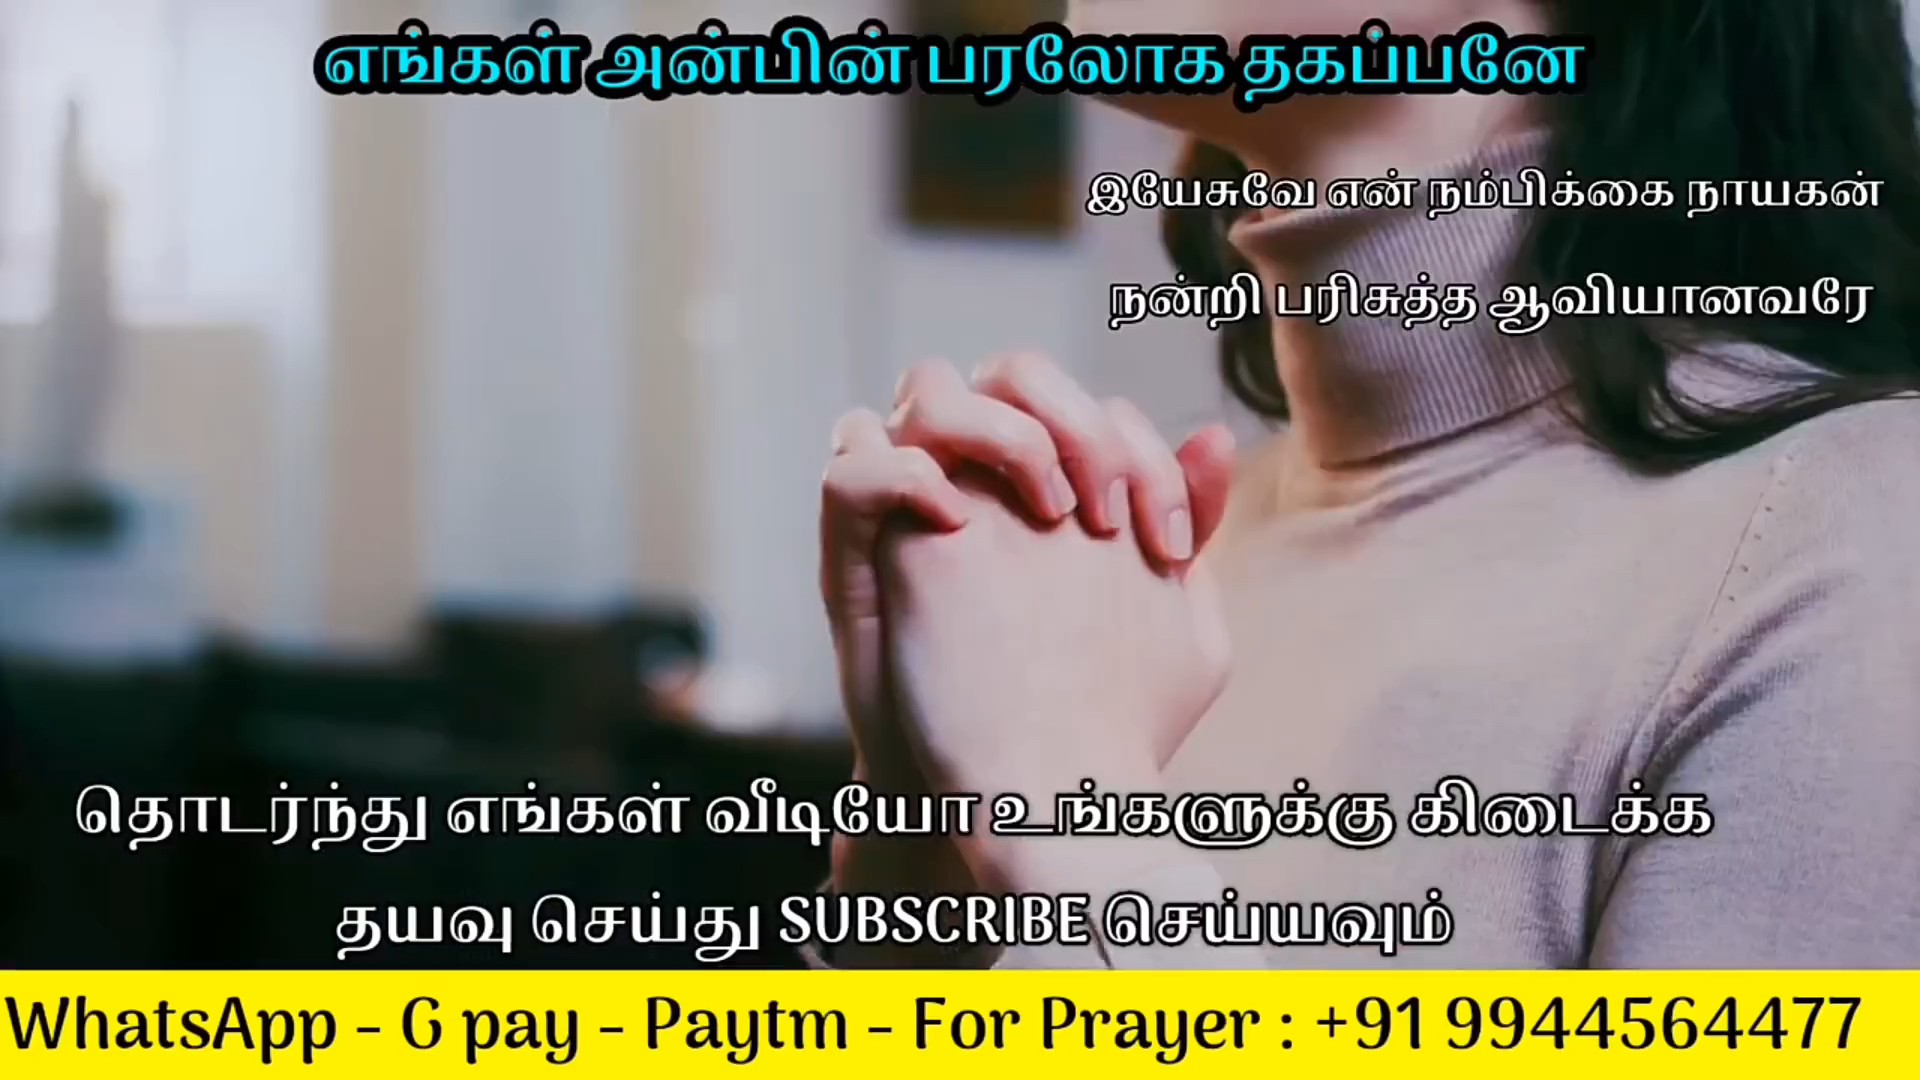 எங்கள் அன்பின் பரலோக தகப்பனே
இயேசுவே என் நம்பிக்கை நாயகன்
நன்றி பரிசுத்த ஆவியானவரே
தொடர்ந்து எங்கள் வீடியோ உங்களுக்கு கிடைக்க
தயவு செய்து SUBSCRIBE செய்யவும்
WhatsApp - G pay - Paytm - For Prayer : +91 9944564477